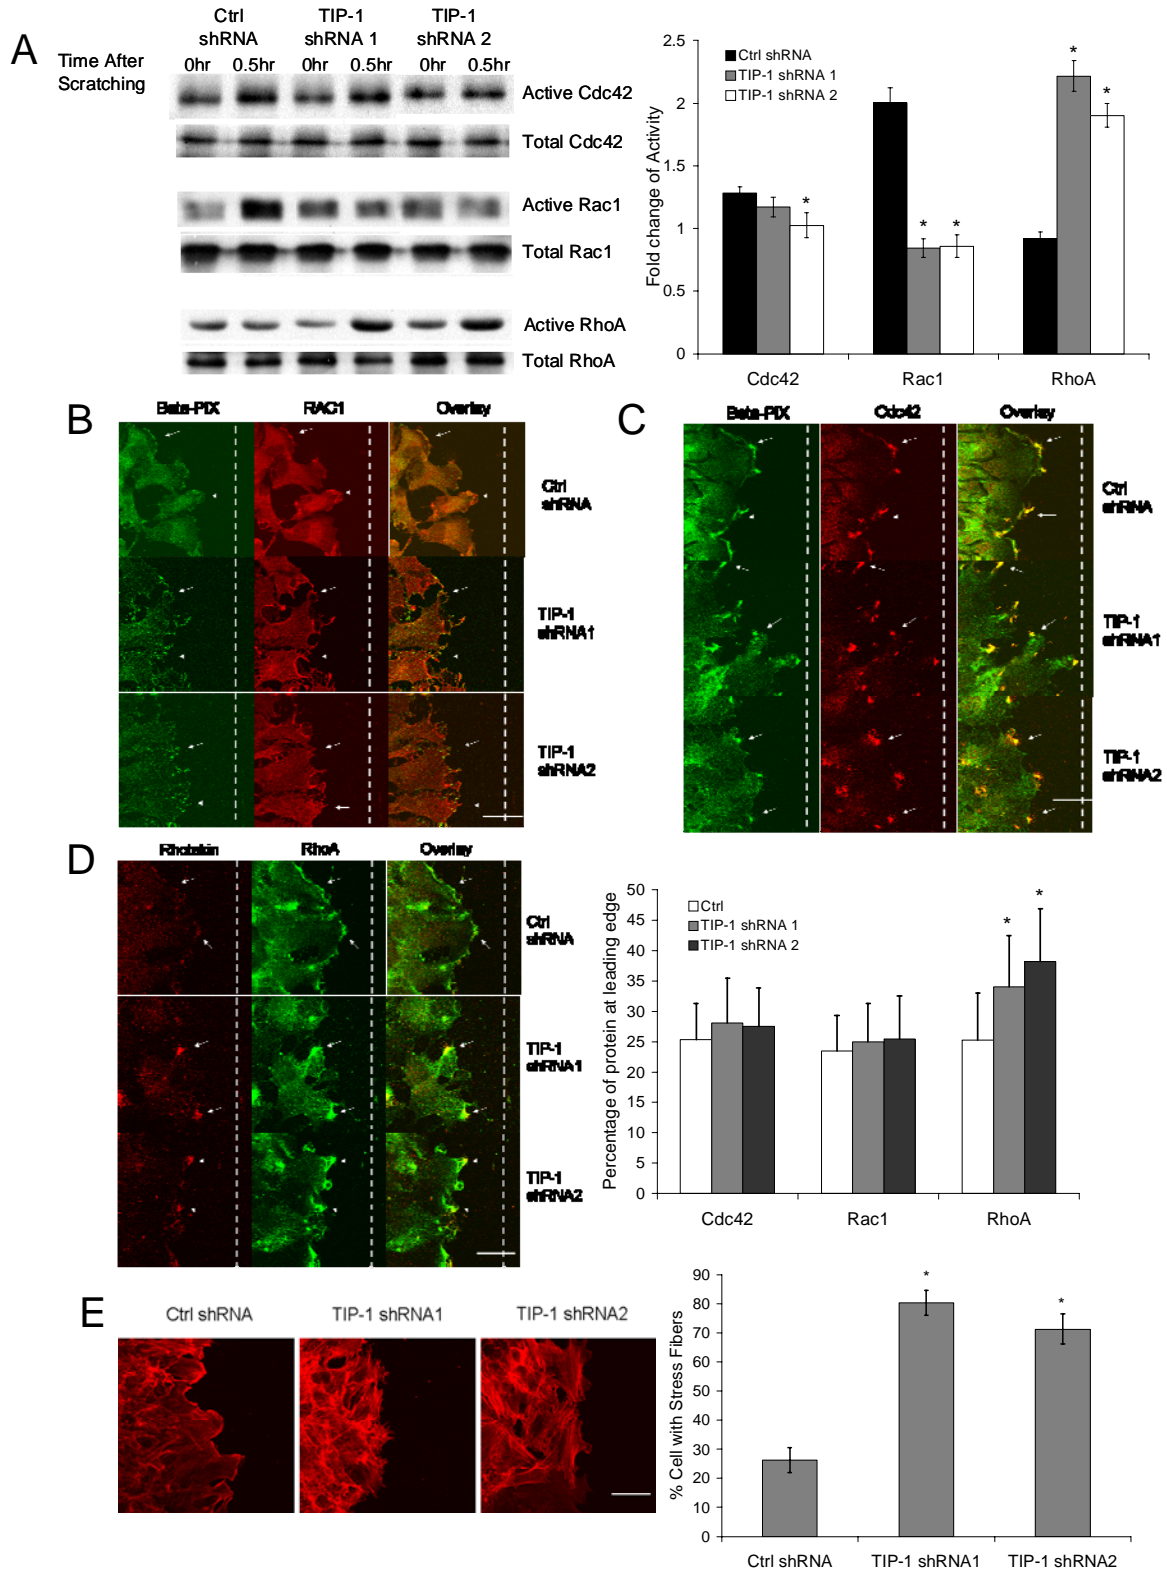 A
Time After
Scratching
Ctrl
shRNA
TIP-1
shRNA 1
TIP-1
shRNA 2
0hr 0.5hr 0hr 0.5hr 0hr 0.5hr
Active Cdc42
Total Cdc42
Active Rac1
Total Rac1
Active RhoA
Total RhoA
Fold change of Activity
2.5
2
1.5
1
0.5
0
Ctrl shRNA
TIP-1 shRNA 1
TIP-1 shRNA 2
*
*
*
*
*
Cdc42 Rac1 RhoA
B
Beta-PIX RAC1 Overlay
Ctrl
shRNA
TIP-1
shRNA1
TIP-1
shRNA2
C
Beta-PIX Cdc42 Overlay
Ctrl
shRNA
TIP-1
shRNA1
TIP-1
shRNA2
D
Rhotekin RhoA Overlay
Ctrl
shRNA
TIP-1
shRNA1
TIP-1
shRNA2
Percentage of protein at leading edge
50
45
40
35
30
25
20
15
10
5
0
Ctrl
TIP-1 shRNA 1
TIP-1 shRNA 2
*
*
Cdc42 Rac1 RhoA
E
Ctrl shRNA TIP-1 shRNA1 TIP-1 shRNA2
% Cell with Stress Fibers
90
80
70
60
50
40
30
20
10
0
*
*
Ctrl shRNA TIP-1 shRNA1 TIP-1 shRNA2